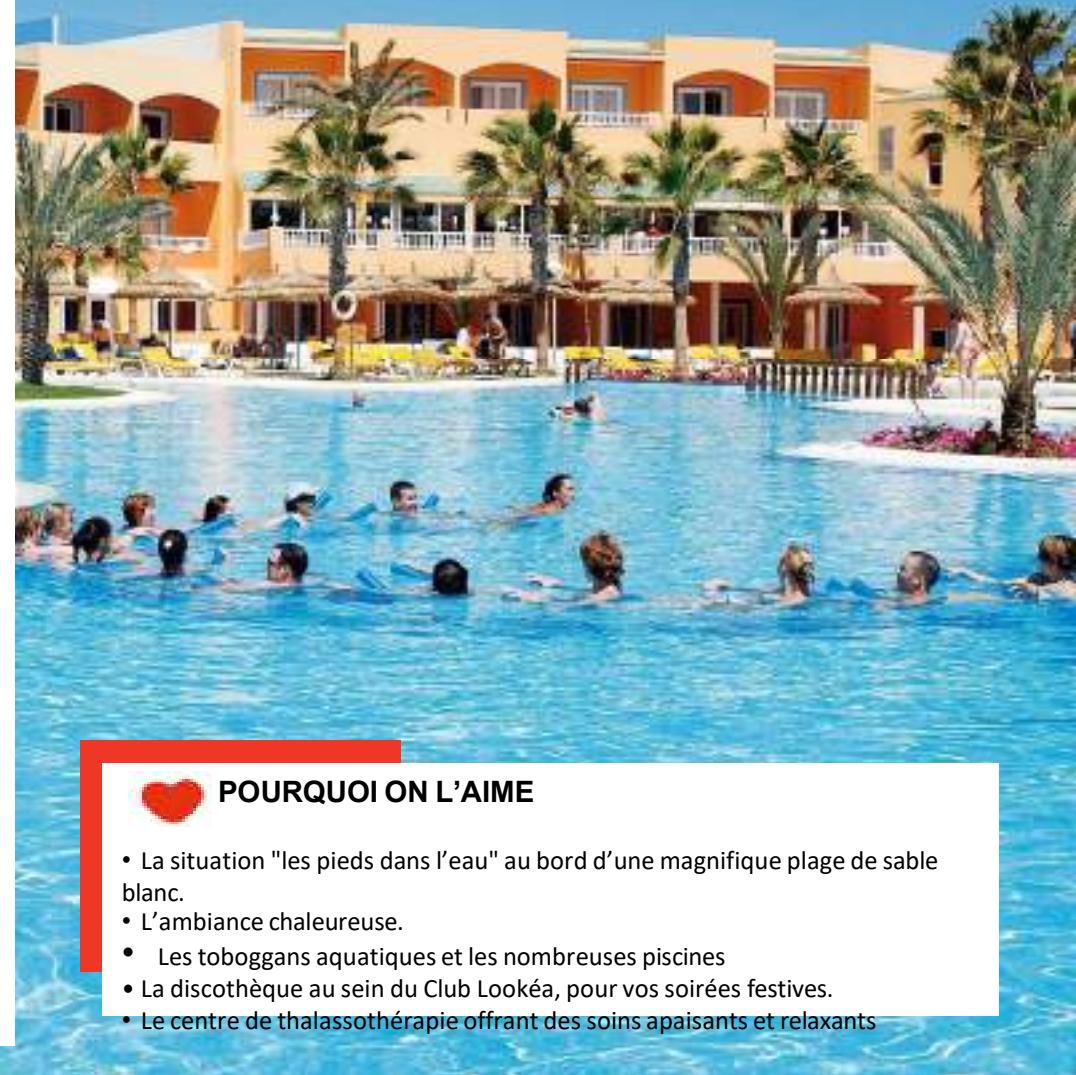 POURQUOI ON L’AIME
• La situation "les pieds dans l’eau" au bord d’une magnifique plage de sable
blanc.
• L’ambiance chaleureuse.
• Les toboggans aquatiques et les nombreuses piscines
• La discothèque au sein du Club Lookéa, pour vos soirées festives.
• Le centre de thalassothérapie offrant des soins apaisants et relaxants